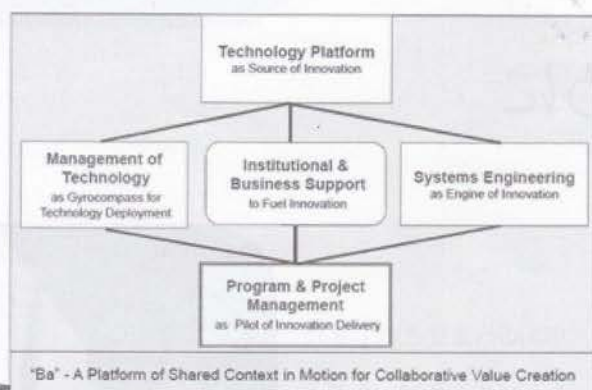 Technology Platform
as Source of Innovation
Management of
Technology
as Gyrocompass for
Technology Deployment
Institutional &
Business Support
to Fuel Innovation
Systems Engineering
as Engine of Innovation
Program & Project
Management
as Pilot of Innovation Delivery
"Ba" - A Platform of Shared Context in Motion for Collaborative Value Creation